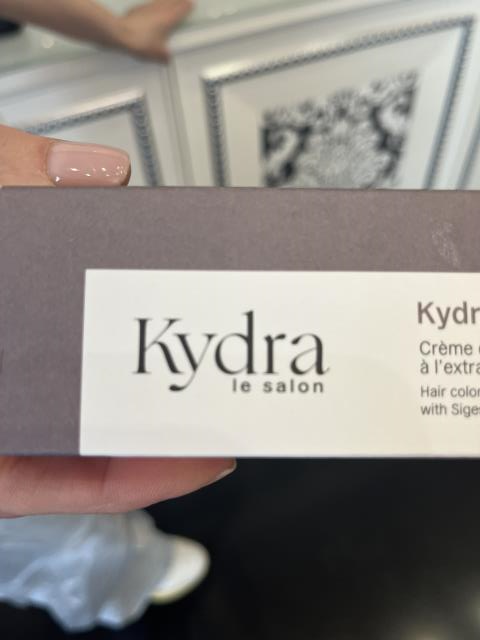 Kydra
le salon
Kydr
Crème
à l'extra
Hair color
with Siges